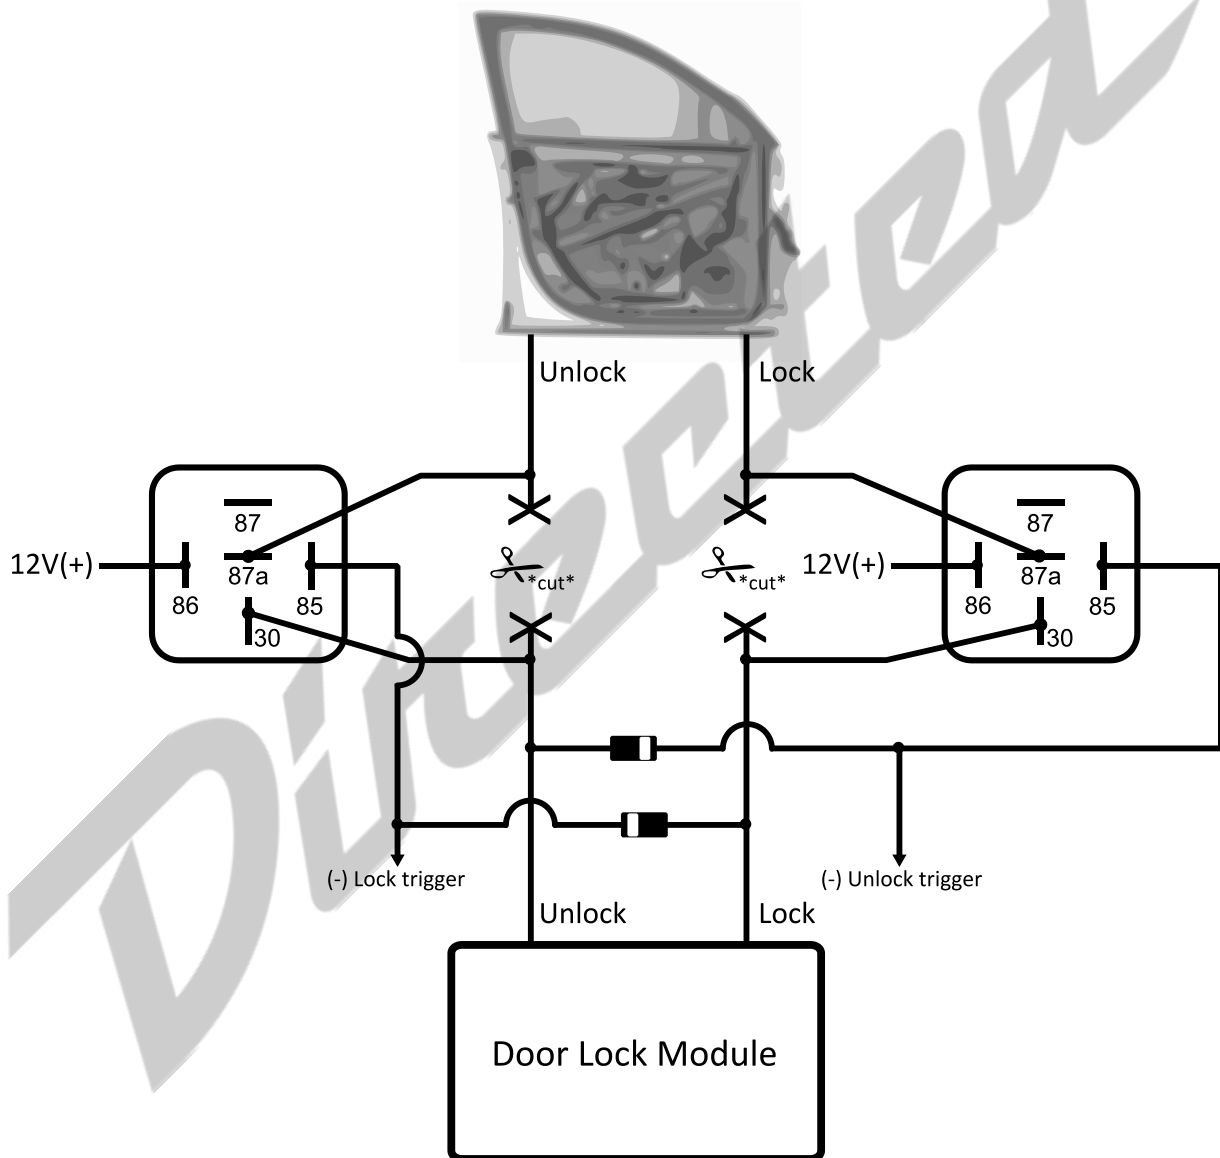 Directed
Unlock
Lock
87
87
12V(+)
87a
*cut*
*cut*
12V(+)
87a
86
85
86
85
30
30
(-) Lock trigger
(-) Unlock trigger
Unlock
Lock
Door Lock Module